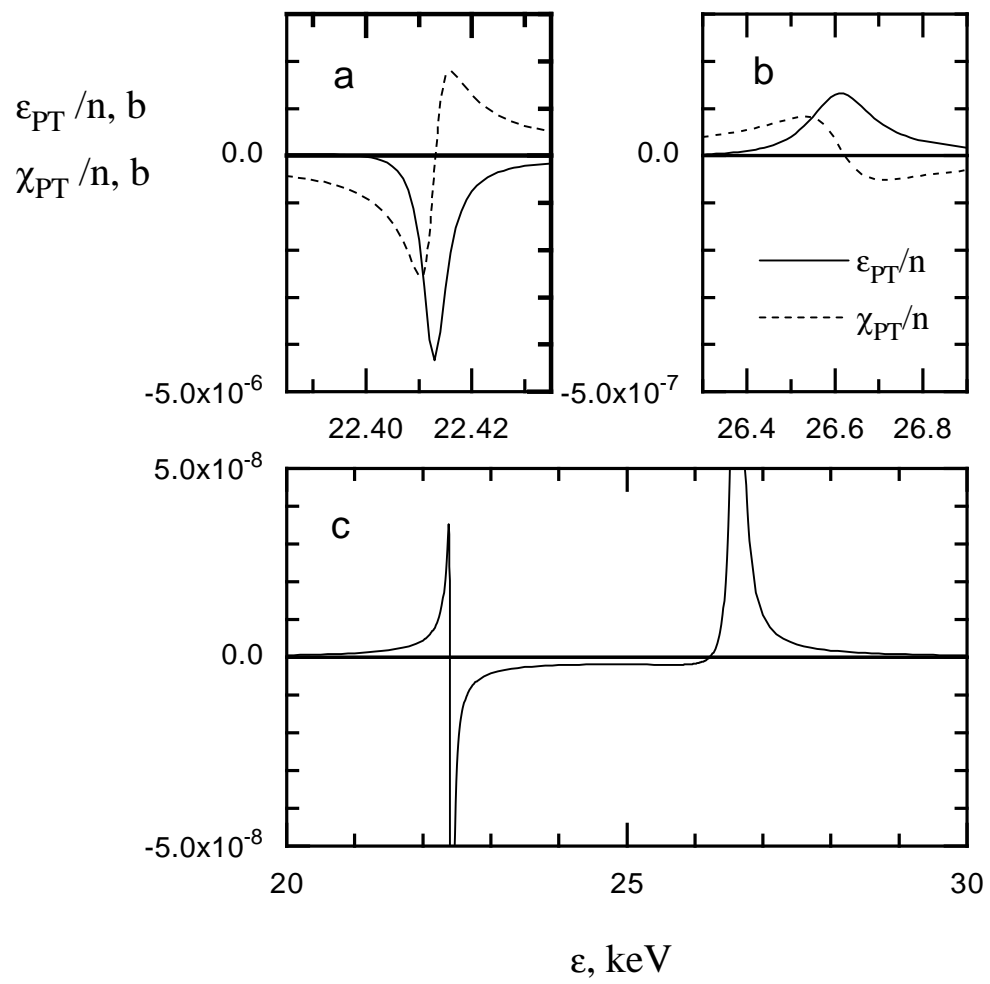 ε_PT /n, b
χ_PT /n, b
a
0.0
-5.0x10^-6
22.40 22.42
b
0.0
-5.0x10^-7
26.4 26.6 26.8
ε_PT/n
χ_PT/n
c
5.0x10^-8
0.0
-5.0x10^-8
20 25 30
ε, keV